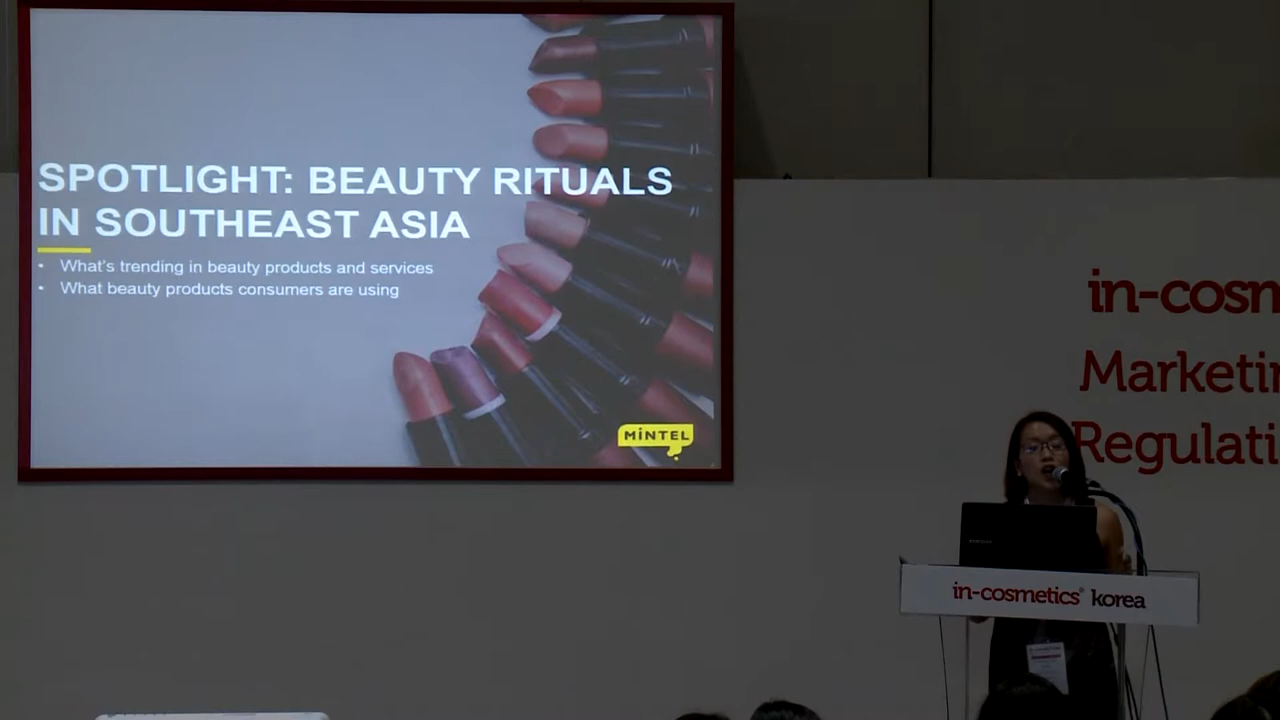 SPOTLIGHT: BEAUTY RITUALS
IN SOUTHEAST ASIA
• What's trending in beauty products and services
• What beauty products consumers are using
MiNTEL
in-cosm
Marketin
Regulati
in-cosmetics® korea